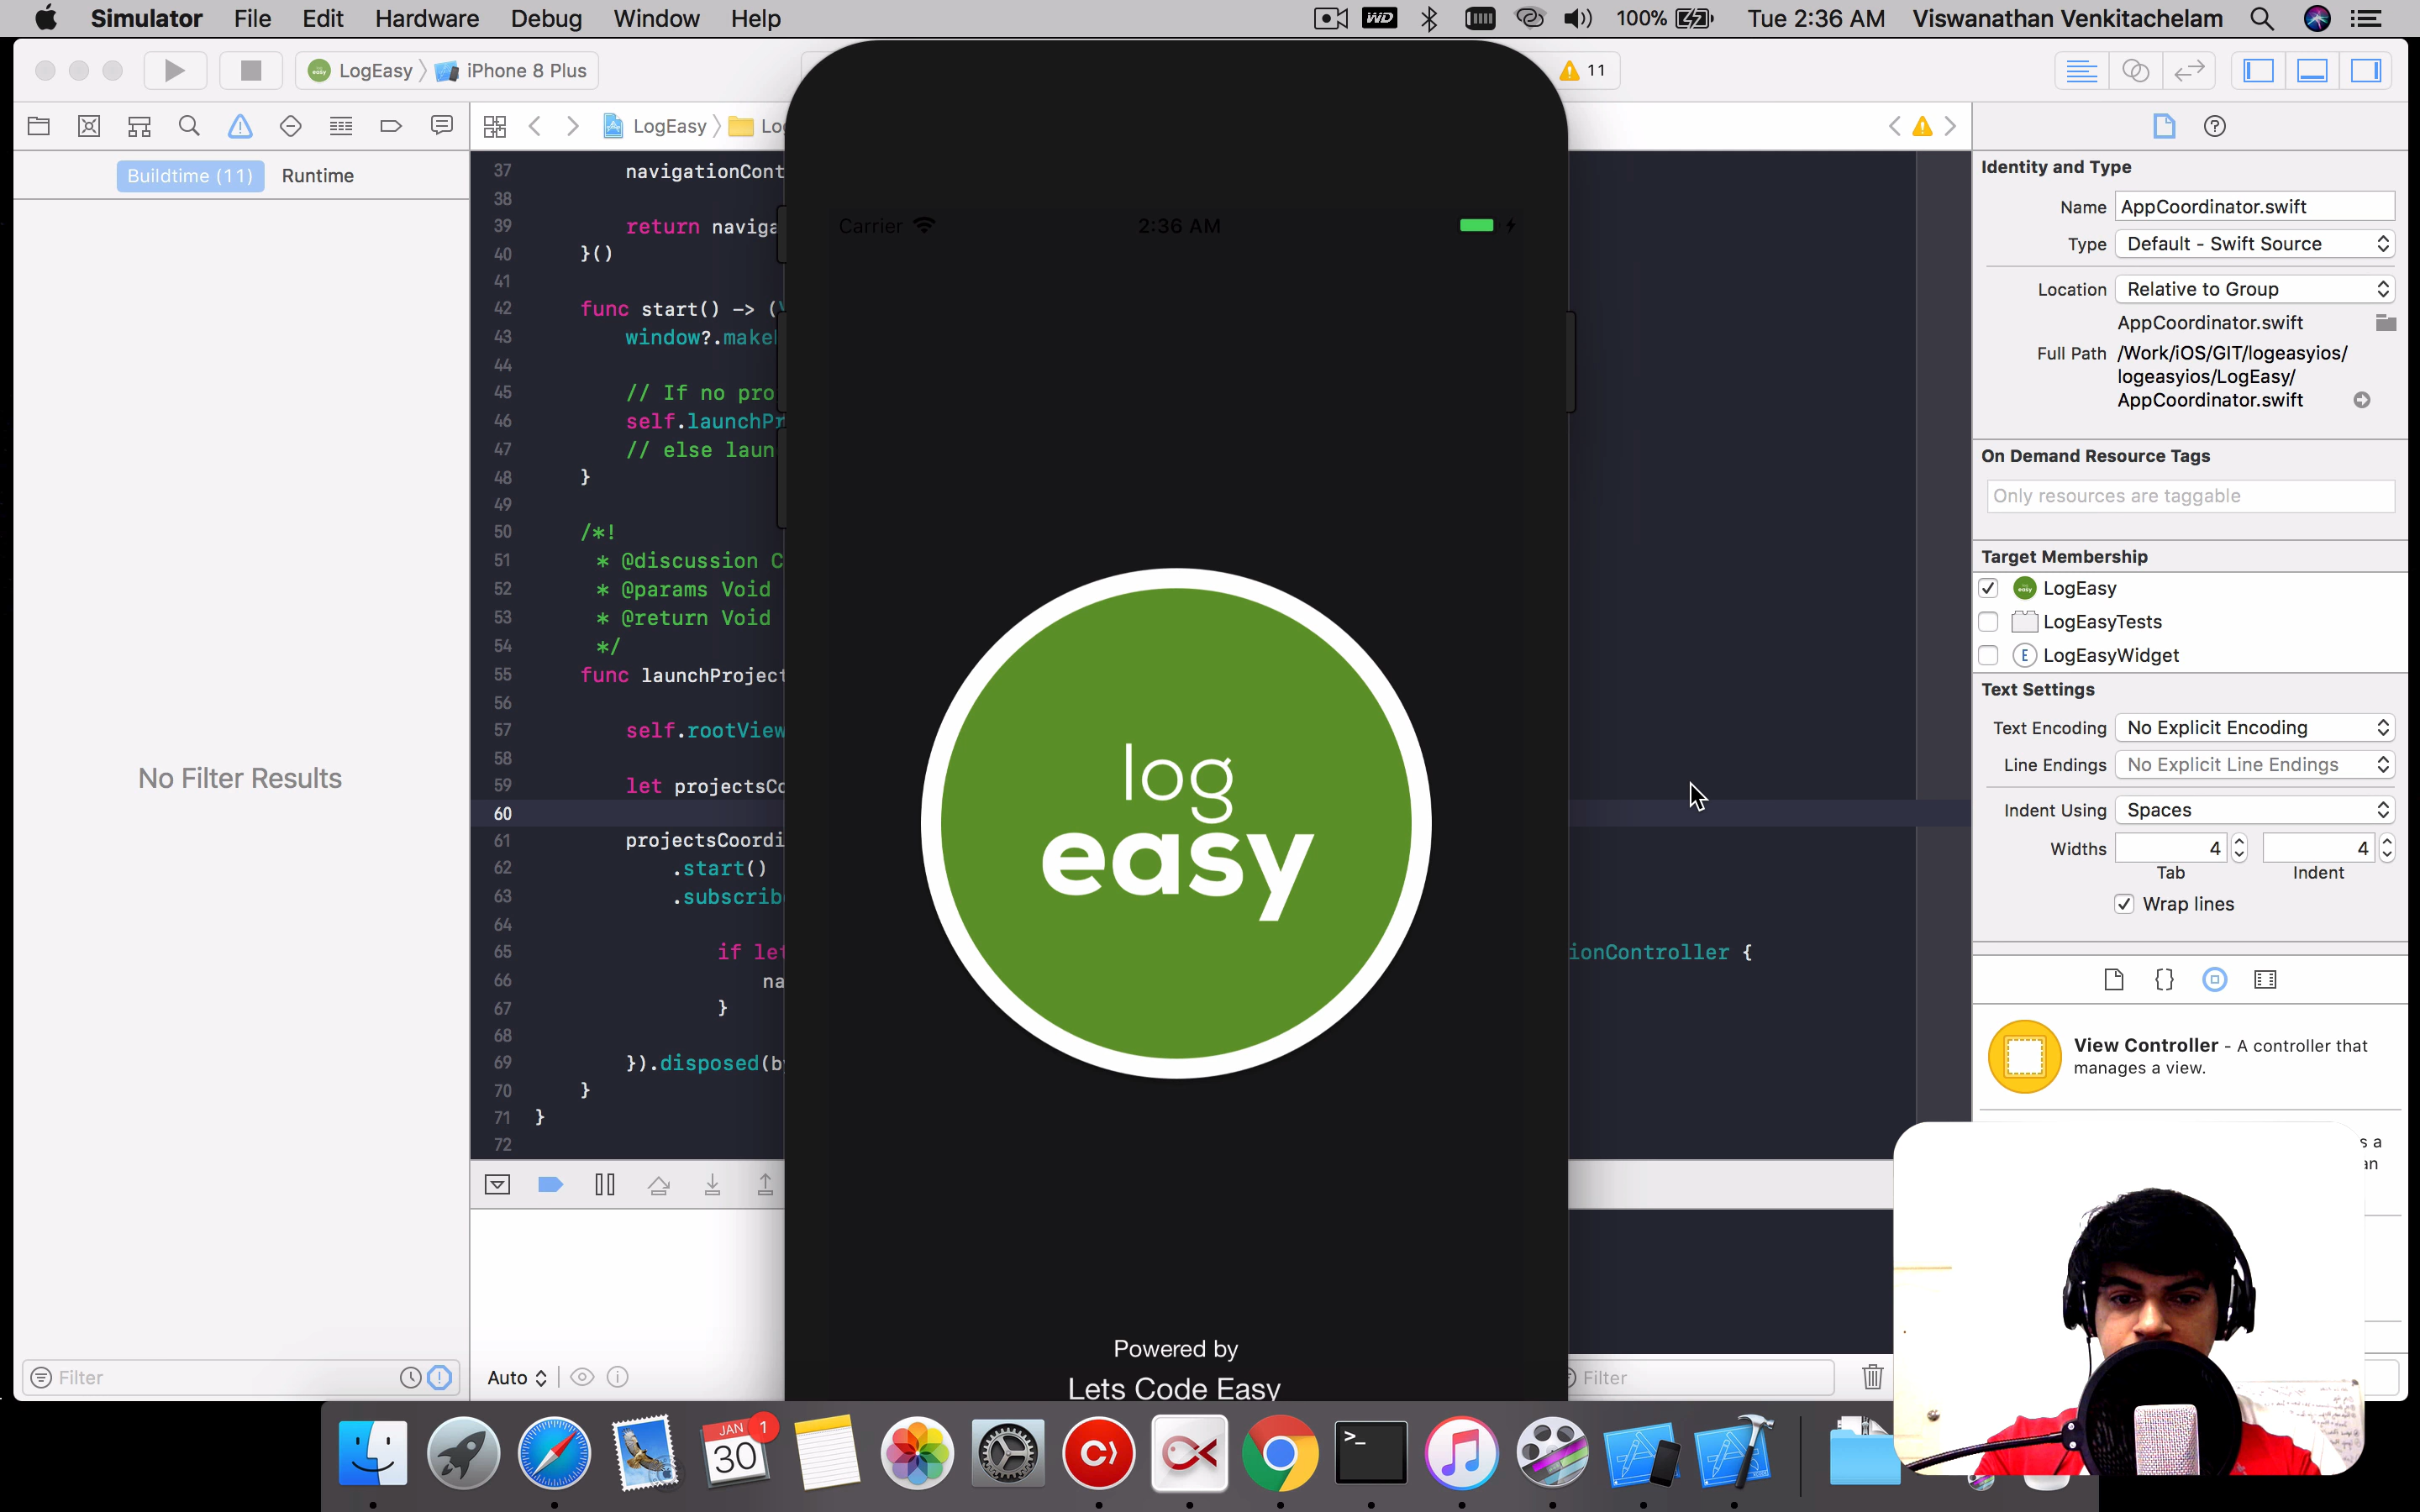 Simulator File Edit Hardware Debug Window Help WD 100% Tue 2:36 AM Viswanathan Venkitachelam
LogEasy iPhone 8 Plus 11
LogEasy
Buildtime (11) Runtime
No Filter Results
Filter
37 navigationCont
38
39 return naviga
40 }()
41
42 func start() -> (
43 window?.make
44
45 // If no pro
46 self.launchPr
47 // else laun
48 }
49
50 /*!
51 * @discussion C
52 * @params Void
53 * @return Void
54 */
55 func launchProject
56
57 self.rootView
58
59 let projectsCo
60
61 projectsCoordi
62 .start()
63 .subscrib
64
65 if let ionController {
66 na
67 }
68
69 }).disposed(by
70 }
71 }
72
Auto
Filter
Carrier 2:36 AM
log
easy
Powered by
Lets Code Easy
Identity and Type
Name AppCoordinator.swift
Type Default - Swift Source
Location Relative to Group
AppCoordinator.swift
Full Path /Work/iOS/GIT/logeasyios/
logeasyios/LogEasy/
AppCoordinator.swift
On Demand Resource Tags
Only resources are taggable
Target Membership
LogEasy
LogEasyTests
E LogEasyWidget
Text Settings
Text Encoding No Explicit Encoding
Line Endings No Explicit Line Endings
Indent Using Spaces
Widths 4 4
Tab Indent
Wrap lines
{}
View Controller - A controller that
manages a view.
s a
an
JAN 1
30
>_